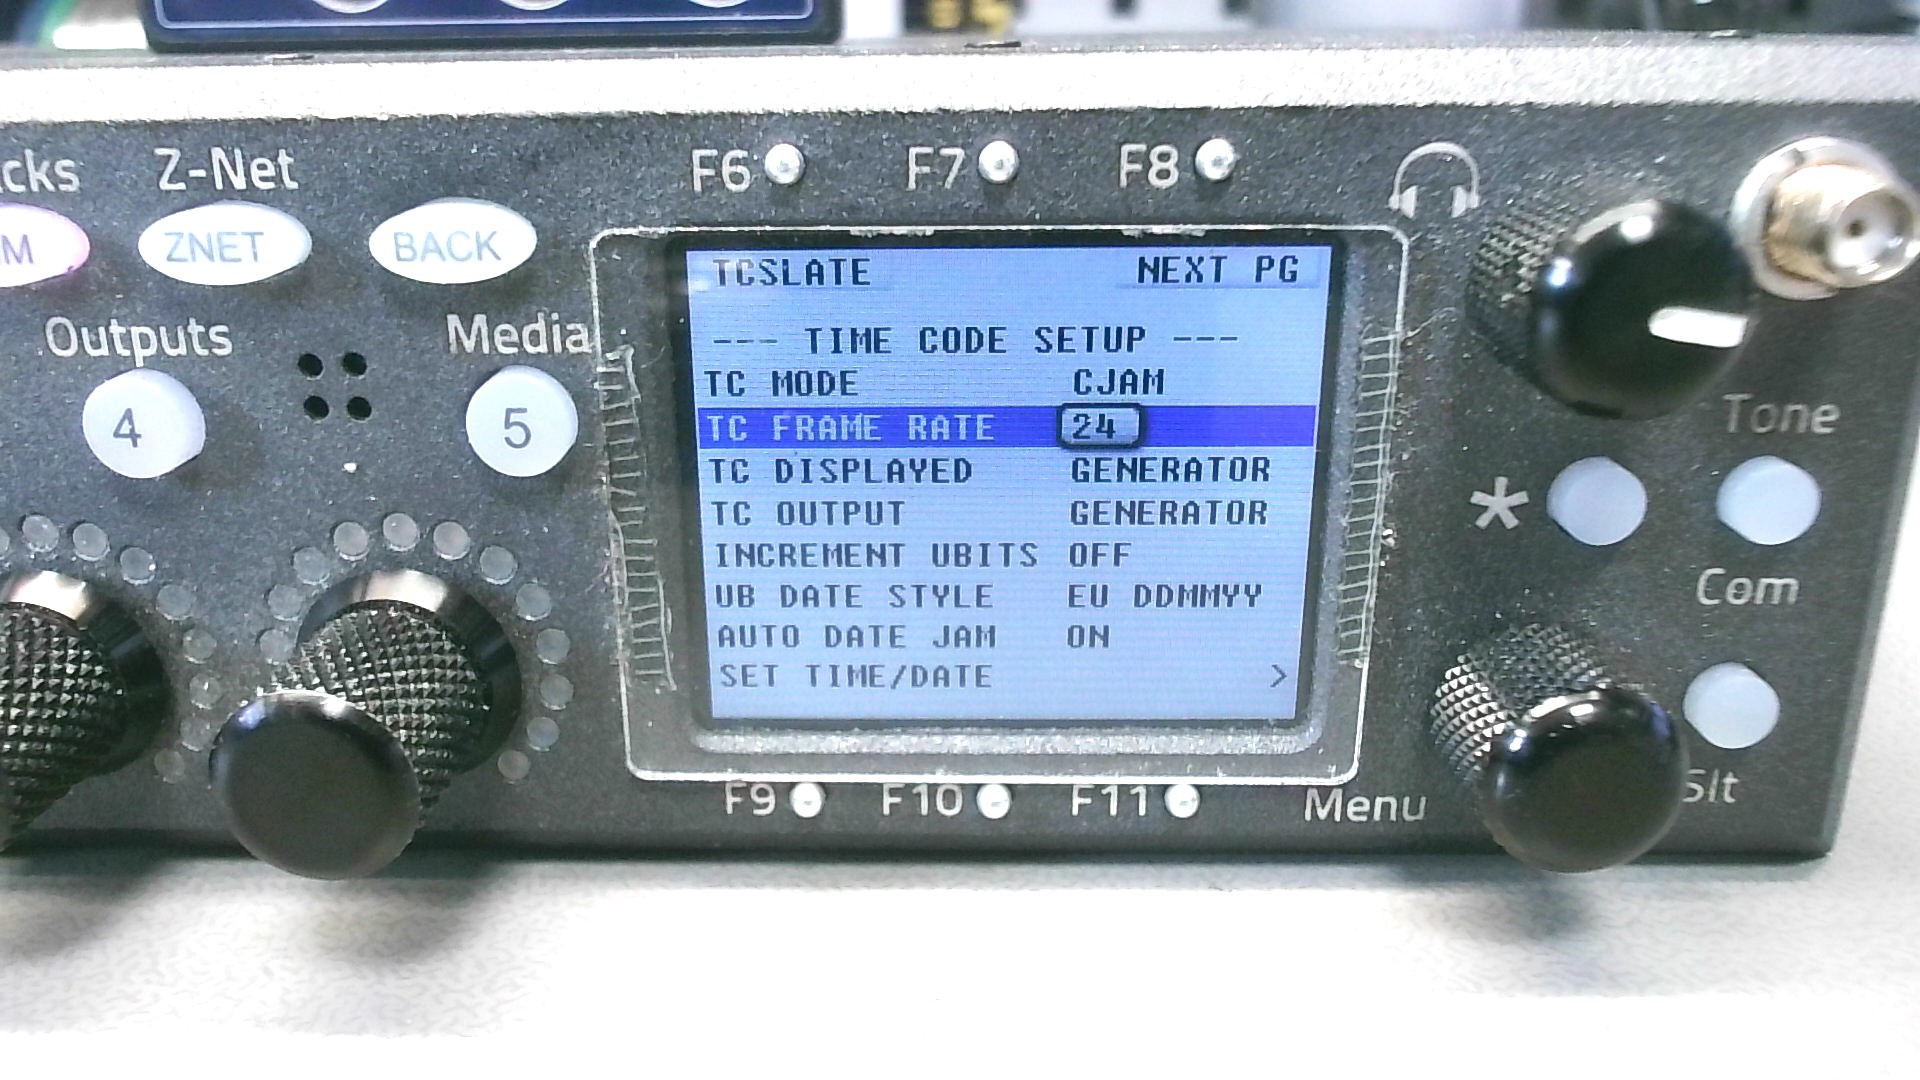 F6 F7 F8
cks Z-Net
M ZNET BACK
Outputs Media
4 5
TCSLATE NEXT PG
--- TIME CODE SETUP ---
TC MODE CJAM
TC FRAME RATE 24
TC DISPLAYED GENERATOR
TC OUTPUT GENERATOR
INCREMENT UBITS OFF
UB DATE STYLE EU DDMMYY
AUTO DATE JAM ON
SET TIME/DATE >
Tone
*
Com
Slt
F9 F10 F11 Menu